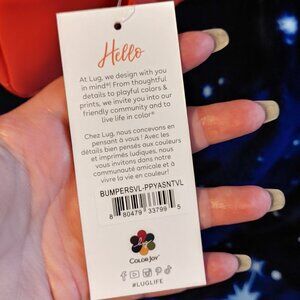 Hello
At Lug, we design with you
in mind®! From thoughtful
details to playful colors &
prints, we invite you into our
friendly community and to
live life in color®
Chez Lug, nous concevons en
pensant à vous ! Avec les
détails bien pensés aux couleurs
et imprimés ludiques, nous
vous invitons dans notre
communauté amicale et à
vivre la vie en couleur!
BUMPERSVL-PPYASNTVL
8 80479 33799 5
COLORJOY
#LUGLIFE